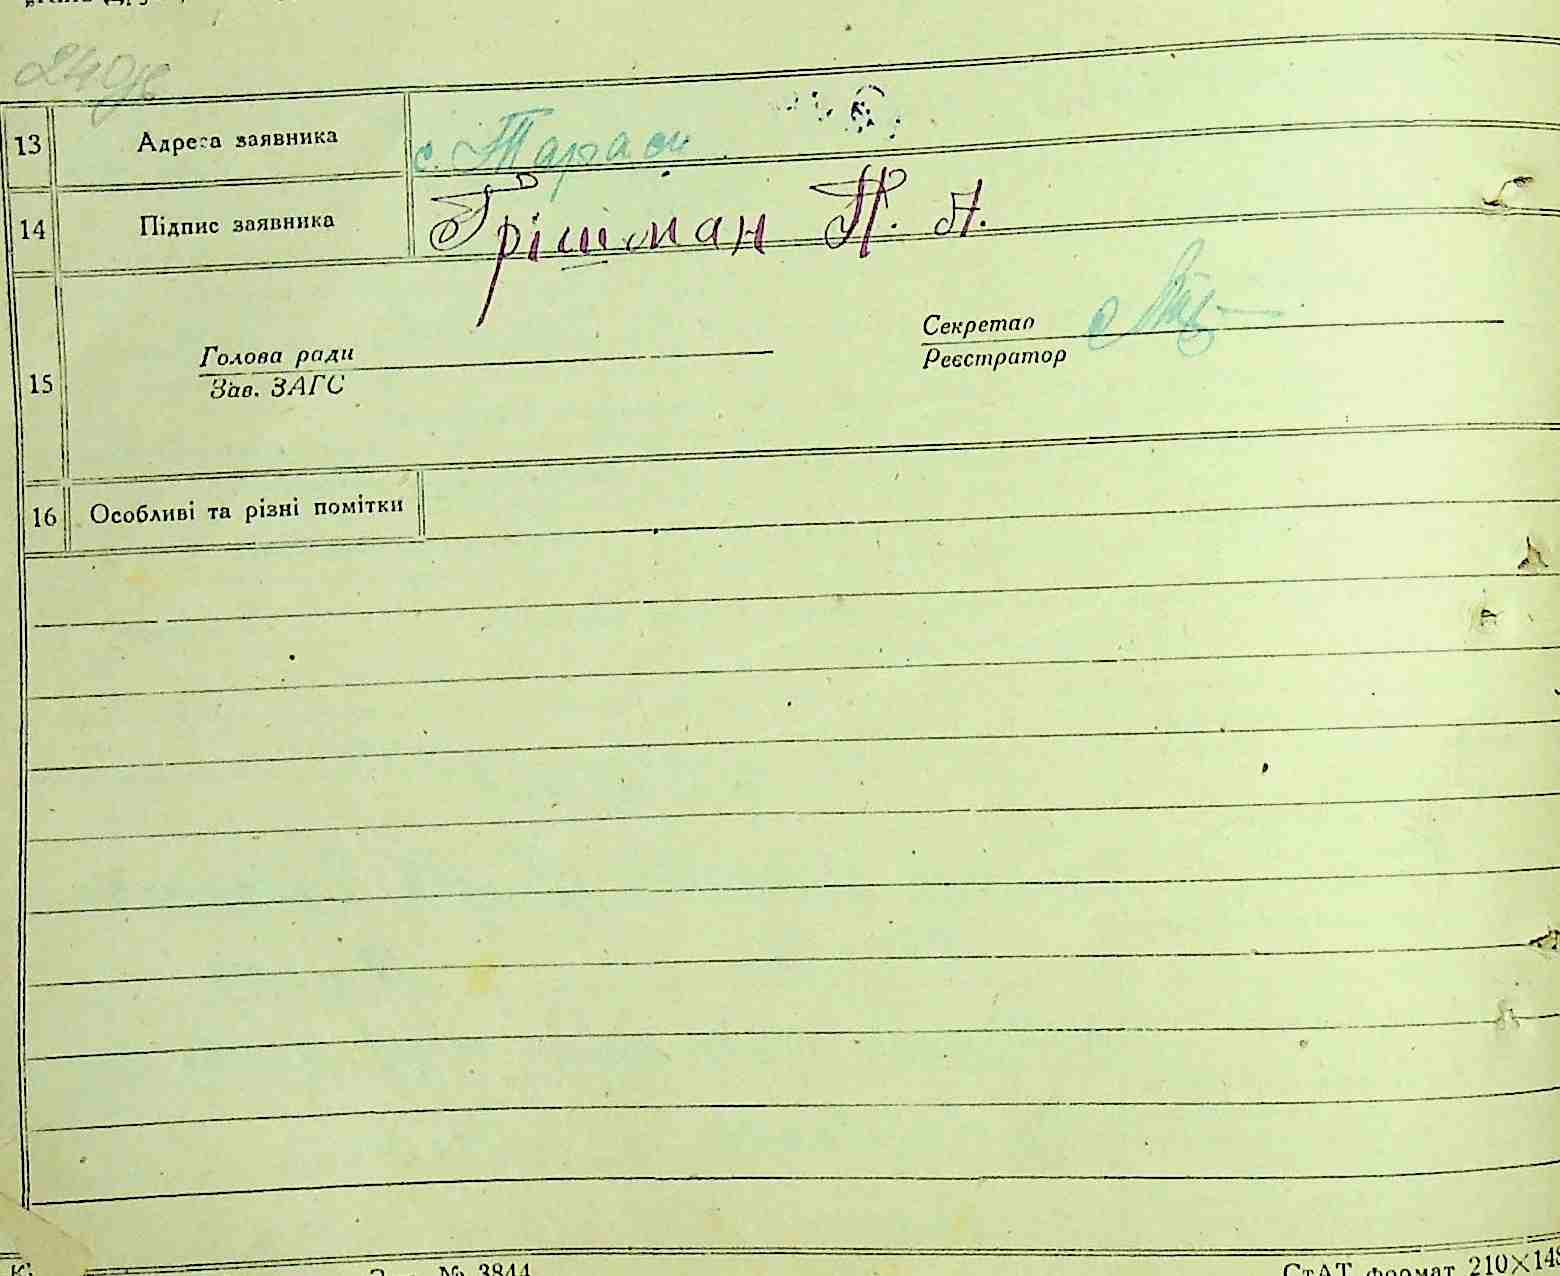 13 Адреса заявника с. Тараси
14 Підпис заявника Грішман П. А.
Секретар
Голова ради
Реєстратор
15
Зав. ЗАГС
16 Особливі та різні помітки
№ 3844
СтАТ формат 210×148